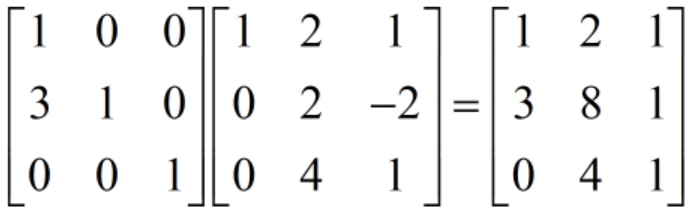 [1 0 0] [1 2 1] [1 2 1]
[3 1 0] [0 2 −2] = [3 8 1]
[0 0 1] [0 4 1] [0 4 1]